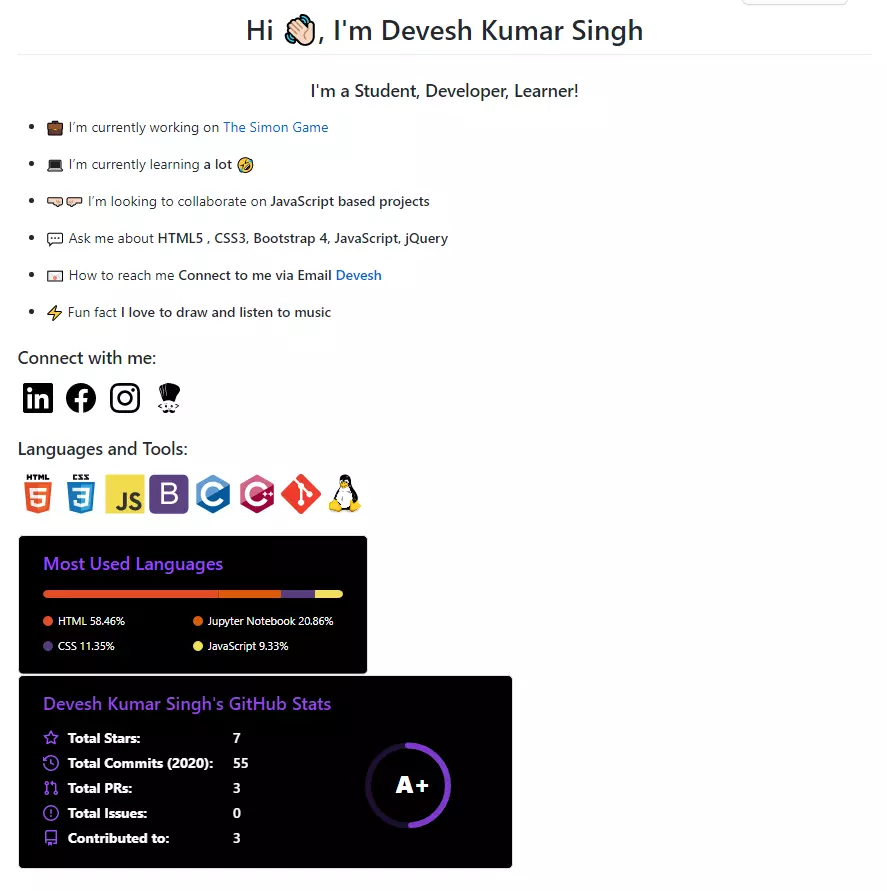 Hi 👋🏻, I'm Devesh Kumar Singh
I'm a Student, Developer, Learner!
I’m currently working on The Simon Game
I’m currently learning a lot 🤣
I’m looking to collaborate on JavaScript based projects
Ask me about HTML5 , CSS3, Bootstrap 4, JavaScript, jQuery
How to reach me Connect to me via Email Devesh
Fun fact I love to draw and listen to music
Connect with me:
in
Languages and Tools:
HTML 5 CSS 3 JS B C C++
Most Used Languages
HTML 58.46% Jupyter Notebook 20.86%
CSS 11.35% JavaScript 9.33%
Devesh Kumar Singh's GitHub Stats
Total Stars: 7
Total Commits (2020): 55
Total PRs: 3
Total Issues: 0
Contributed to: 3
A+